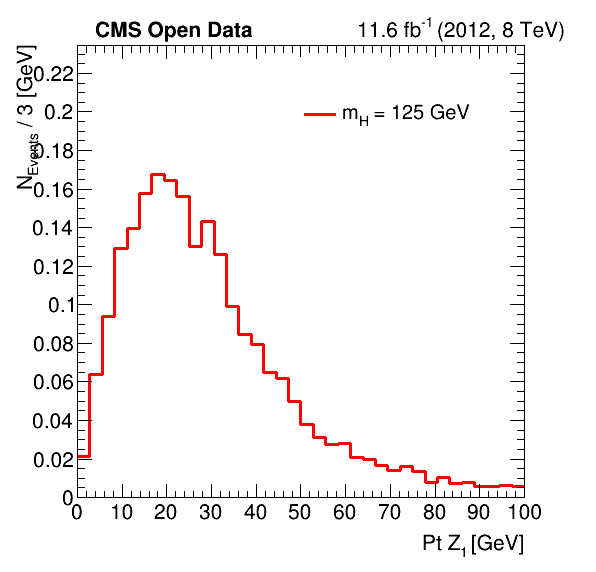 CMS Open Data 11.6 fb-1 (2012, 8 TeV)
NEvents / 3 [GeV]
0.22
0.2
0.18
0.16
0.14
0.12
0.1
0.08
0.06
0.04
0.02
0
mH = 125 GeV
0 10 20 30 40 50 60 70 80 90 100
Pt Z1 [GeV]